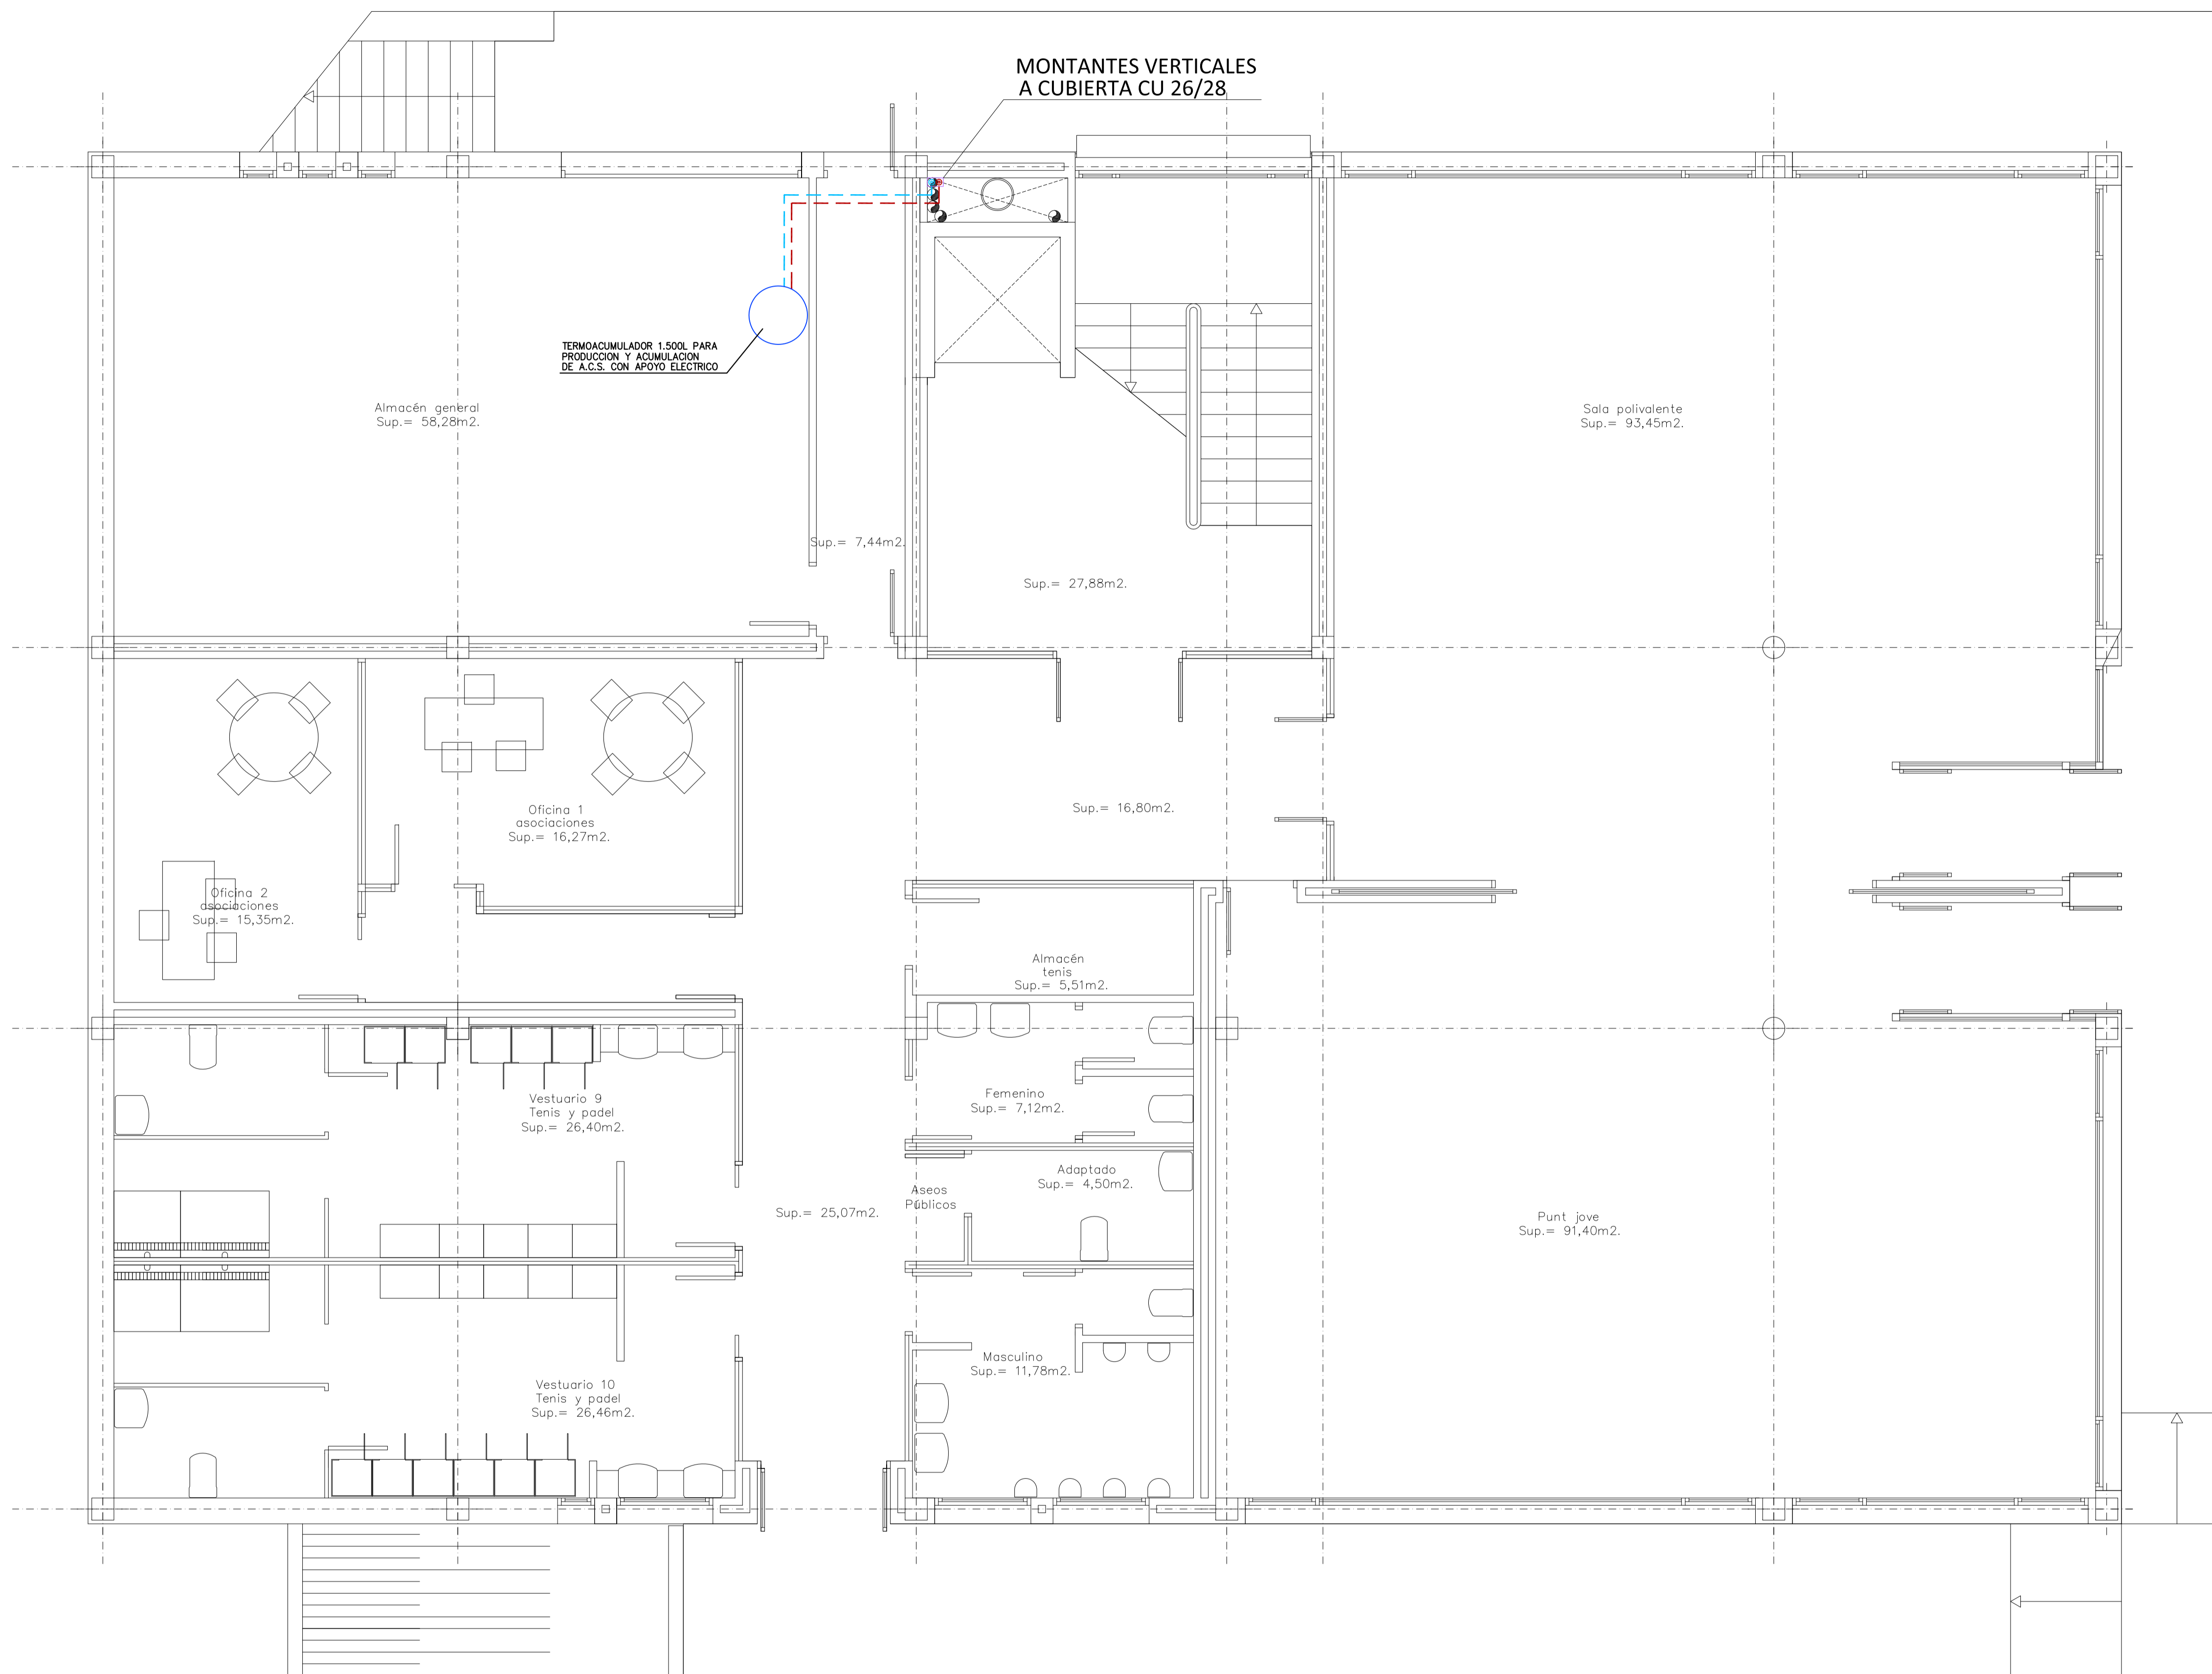 MONTANTES VERTICALES
A CUBIERTA CU 26/28
TERMOACUMULADOR 1.500L PARA
PRODUCCION Y ACUMULACION
DE A.C.S. CON APOYO ELECTRICO
Almacén general
Sup.= 58,28m2.
Sala polivalente
Sup.= 93,45m2.
Sup.= 7,44m2.
Sup.= 27,88m2.
Sup.= 16,80m2.
Oficina 1
asociaciones
Sup.= 16,27m2.
Oficina 2
asociaciones
Sup.= 15,35m2.
Almacén
tenis
Sup.= 5,51m2.
Vestuario 9
Tenis y padel
Sup.= 26,40m2.
Femenino
Sup.= 7,12m2.
Adaptado
Sup.= 4,50m2.
Aseos
Públicos
Sup.= 25,07m2.
Punt jove
Sup.= 91,40m2.
Masculino
Sup.= 11,78m2.
Vestuario 10
Tenis y padel
Sup.= 26,46m2.